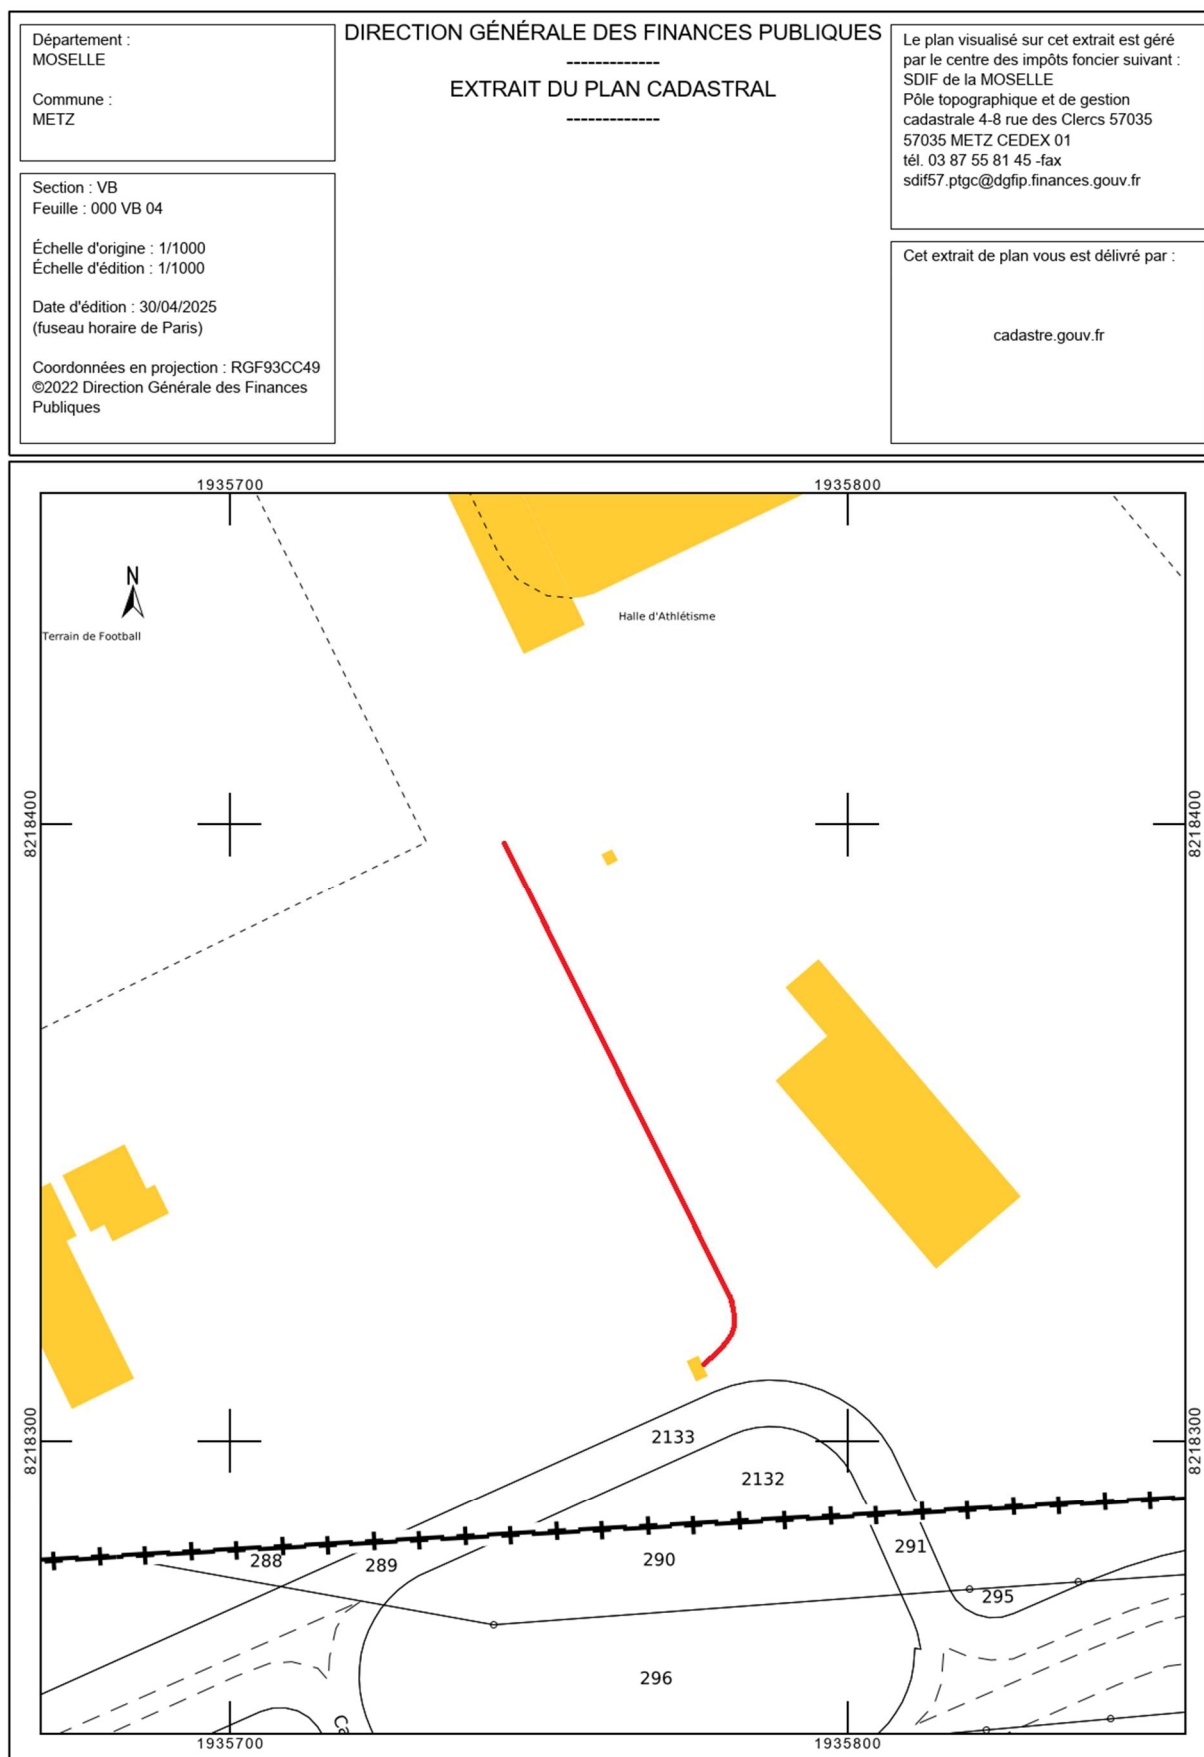 Département :
MOSELLE
Commune :
METZ
Section : VB
Feuille : 000 VB 04
Échelle d'origine : 1/1000
Échelle d'édition : 1/1000
Date d'édition : 30/04/2025
(fuseau horaire de Paris)
Coordonnées en projection : RGF93CC49
©2022 Direction Générale des Finances
Publiques
DIRECTION GÉNÉRALE DES FINANCES PUBLIQUES
-------------
EXTRAIT DU PLAN CADASTRAL
-------------
Le plan visualisé sur cet extrait est géré
par le centre des impôts foncier suivant :
SDIF de la MOSELLE
Pôle topographique et de gestion
cadastrale 4-8 rue des Clercs 57035
57035 METZ CEDEX 01
tél. 03 87 55 81 45 -fax
sdif57.ptgc@dgfip.finances.gouv.fr
Cet extrait de plan vous est délivré par :
cadastre.gouv.fr
1935700
1935800
N
Terrain de Football
Halle d'Athlétisme
8218400
8218400
8218300
8218300
2133
2132
288
289
290
291
295
296
Ca
1935700
1935800